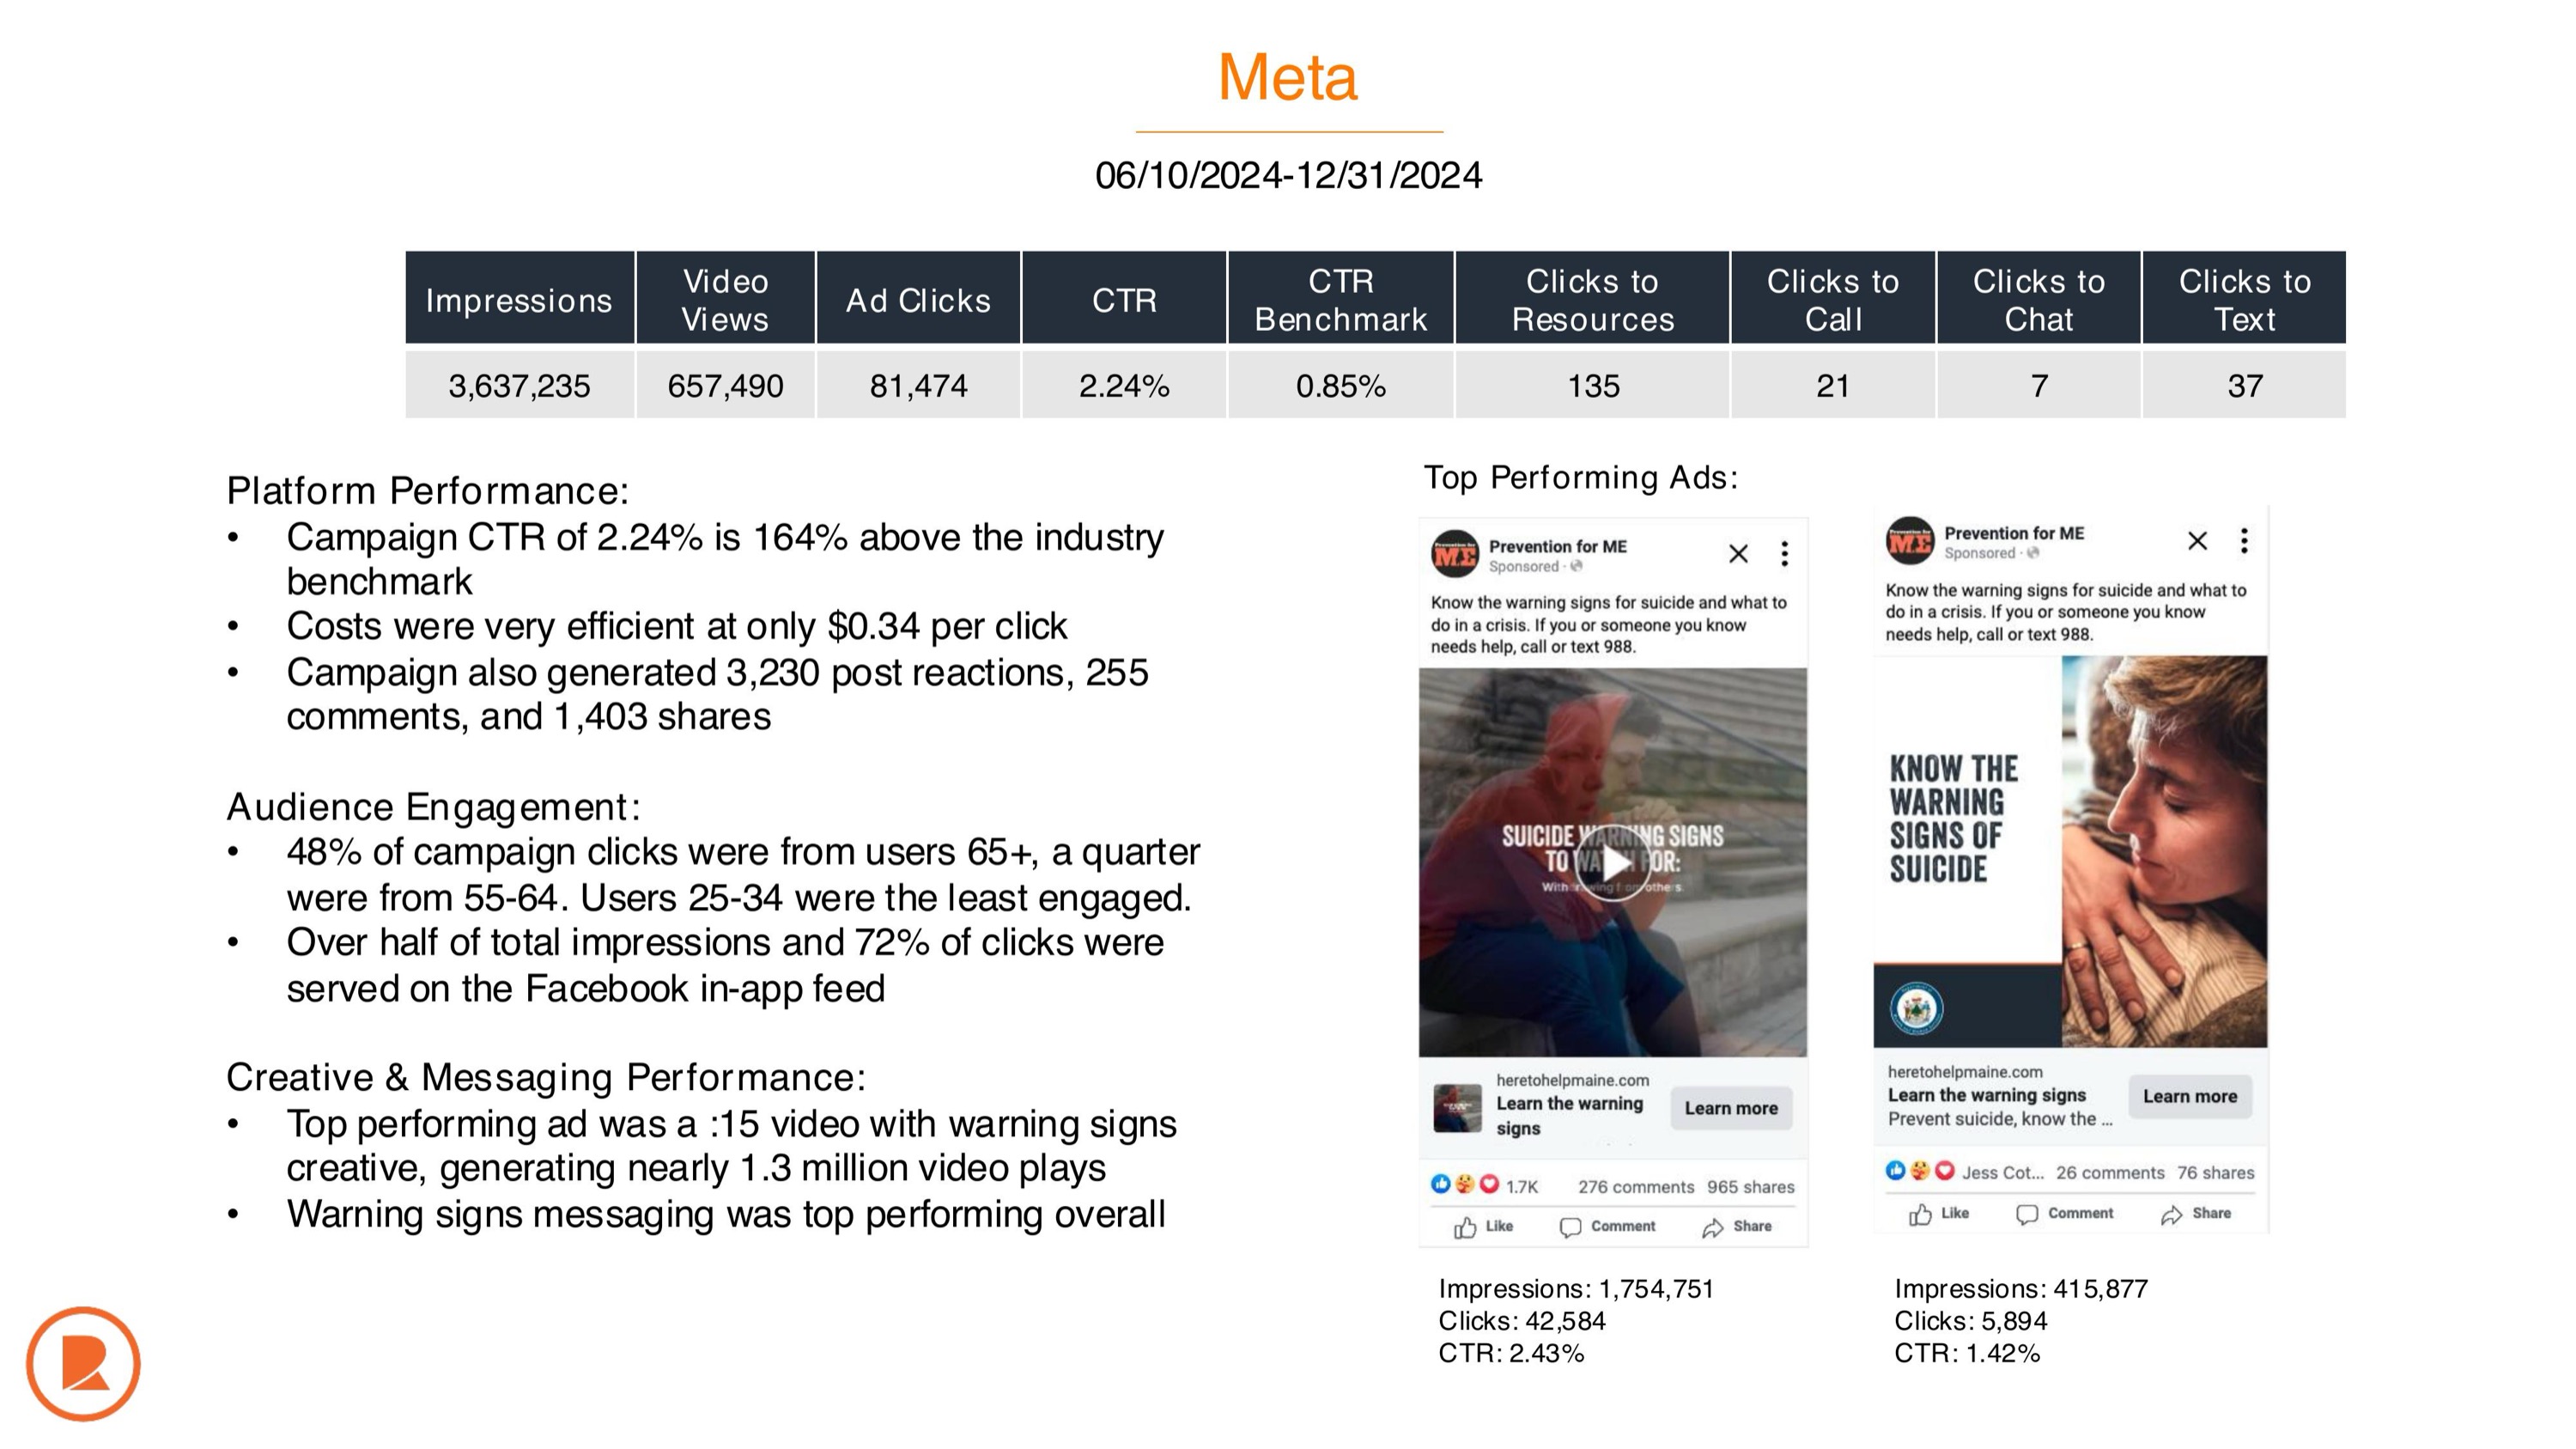 Meta
06/10/2024-12/31/2024
Impressions
Video
Views
Ad Clicks
CTR
CTR
Benchmark
Clicks to
Resources
Clicks to
Call
Clicks to
Chat
Clicks to
Text
3,637,235
657,490
81,474
2.24%
0.85%
135
21
7
37
Platform Performance:
• Campaign CTR of 2.24% is 164% above the industry
benchmark
• Costs were very efficient at only $0.34 per click
• Campaign also generated 3,230 post reactions, 255
comments, and 1,403 shares
Audience Engagement:
• 48% of campaign clicks were from users 65+, a quarter
were from 55-64. Users 25-34 were the least engaged.
• Over half of total impressions and 72% of clicks were
served on the Facebook in-app feed
Creative & Messaging Performance:
• Top performing ad was a :15 video with warning signs
creative, generating nearly 1.3 million video plays
• Warning signs messaging was top performing overall
Top Performing Ads:
ME
Prevention for ME
Sponsored ·
Know the warning signs for suicide and what to
do in a crisis. If you or someone you know
needs help, call or text 988.
SUICIDE WARNING SIGNS
TO WATCH FOR:
Withdrawing from others
heretohelpmaine.com
Learn the warning
signs
Learn more
1.7K
276 comments 965 shares
Like
Comment
Share
Impressions: 1,754,751
Clicks: 42,584
CTR: 2.43%
ME
Prevention for ME
Sponsored ·
Know the warning signs for suicide and what to
do in a crisis. If you or someone you know
needs help, call or text 988.
KNOW THE
WARNING
SIGNS OF
SUICIDE
heretohelpmaine.com
Learn the warning signs
Prevent suicide, know the ...
Learn more
Jess Cot...
26 comments 76 shares
Like
Comment
Share
Impressions: 415,877
Clicks: 5,894
CTR: 1.42%
R